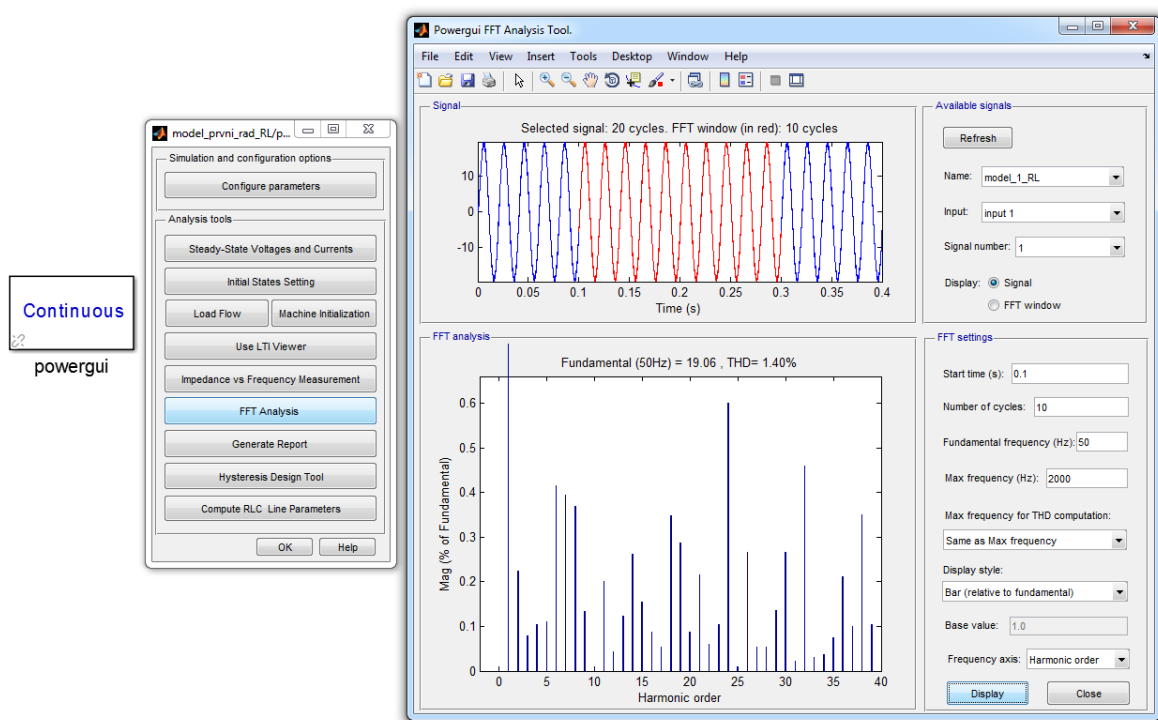 Continuous
powergui
model_prvni_rad_RL/p...
Simulation and configuration options
Configure parameters
Analysis tools
Steady-State Voltages and Currents
Initial States Setting
Load Flow
Machine Initialization
Use LTI Viewer
Impedance vs Frequency Measurement
FFT Analysis
Generate Report
Hysteresis Design Tool
Compute RLC Line Parameters
OK
Help
Powergui FFT Analysis Tool.
File Edit View Insert Tools Desktop Window Help
Signal
Selected signal: 20 cycles. FFT window (in red): 10 cycles
10
0
-10
0 0.05 0.1 0.15 0.2 0.25 0.3 0.35 0.4
Time (s)
FFT analysis
Fundamental (50Hz) = 19.06 , THD= 1.40%
Mag (% of Fundamental)
0.6
0.5
0.4
0.3
0.2
0.1
0
0 5 10 15 20 25 30 35 40
Harmonic order
Available signals
Refresh
Name: model_1_RL
Input: input 1
Signal number: 1
Display: Signal
FFT window
FFT settings
Start time (s): 0.1
Number of cycles: 10
Fundamental frequency (Hz): 50
Max frequency (Hz): 2000
Max frequency for THD computation:
Same as Max frequency
Display style:
Bar (relative to fundamental)
Base value: 1.0
Frequency axis: Harmonic order
Display
Close